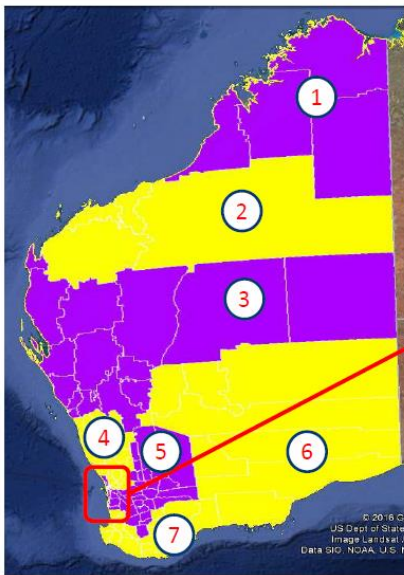 1
2
3
4
5
6
7
© 2016 G
US Dept of State
Image Landsat
Data SIO, NOAA, U.S. N